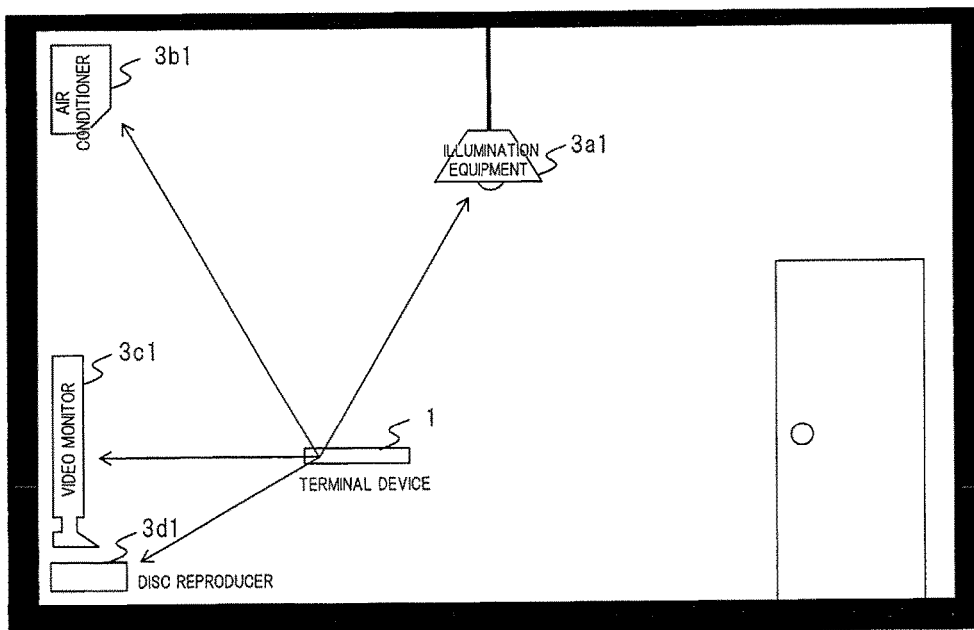 3b1
AIR
CONDITIONER
ILLUMINATION
EQUIPMENT
3a1
3c1
VIDEO MONITOR
1
TERMINAL DEVICE
3d1
DISC REPRODUCER